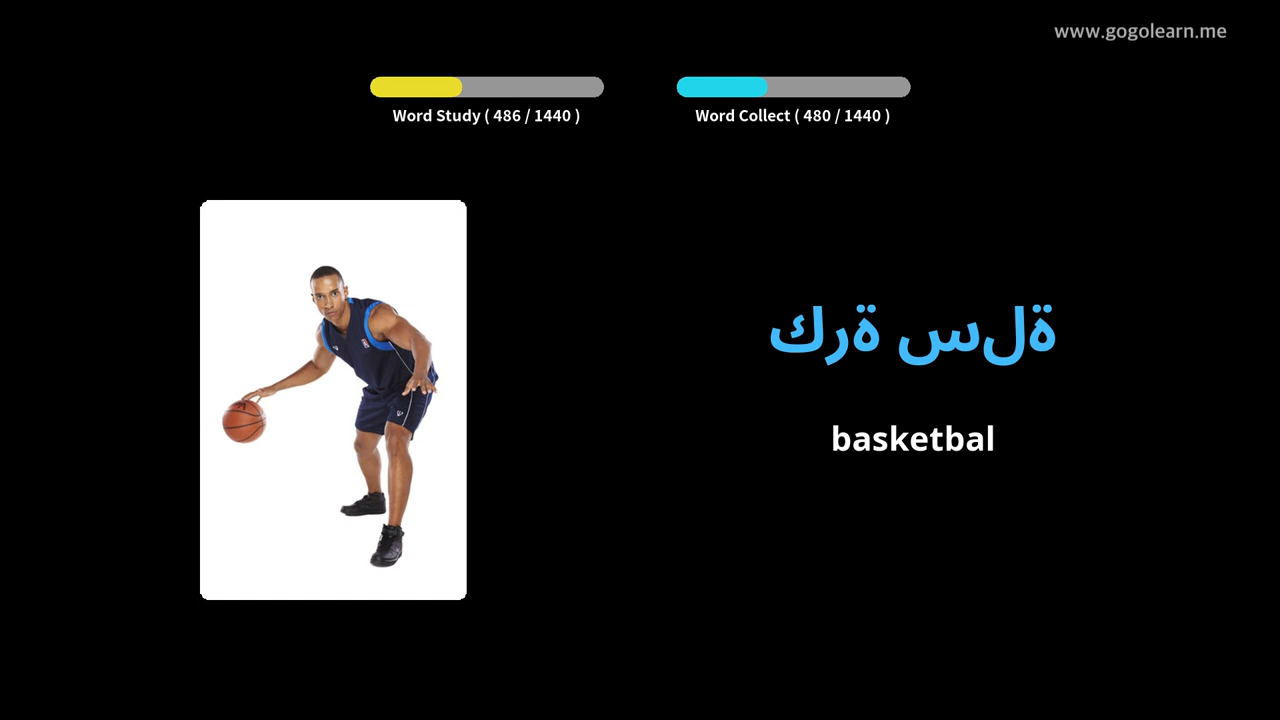 www.gogolearn.me
Word Study ( 486 / 1440 )
Word Collect ( 480 / 1440 )
كرة سلة
basketbal